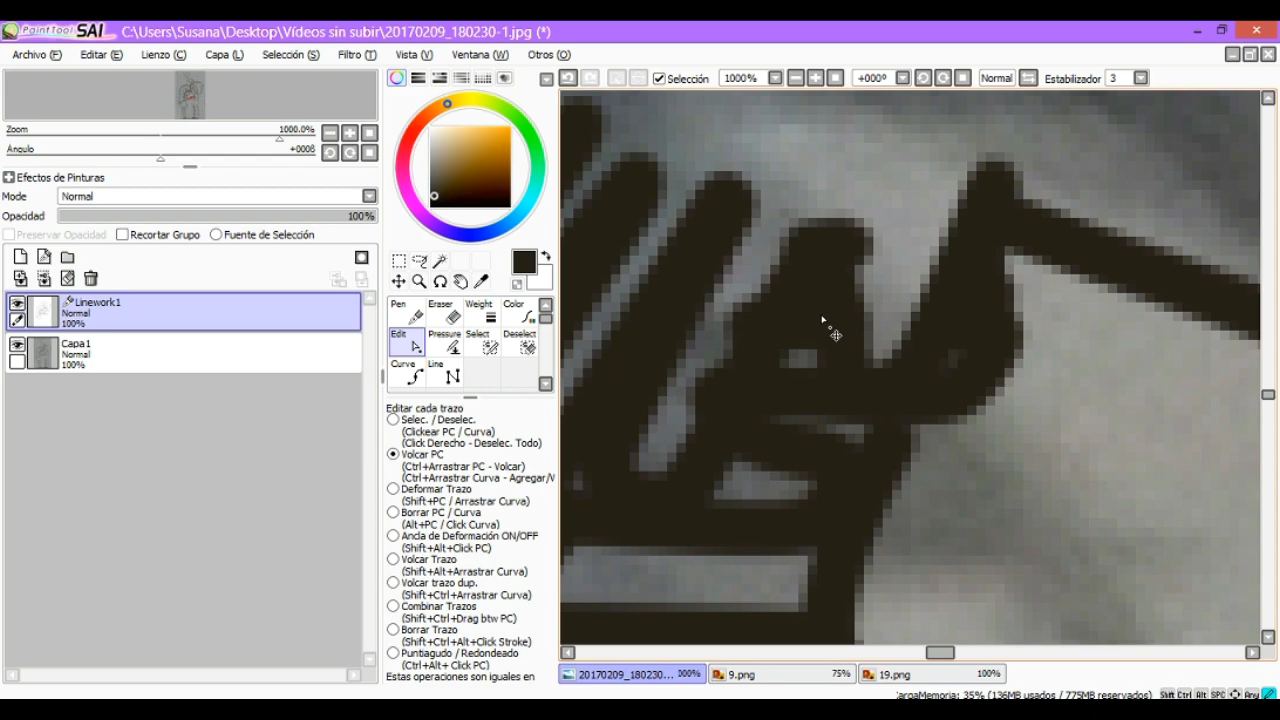 PaintTool SAI C:\Users\Susana\Desktop\Vídeos sin subir\20170209_180230-1.jpg (*)
Archivo (F) Editar (E) Lienzo (C) Capa (L) Selección (S) Filtro (T) Vista (V) Ventana (W) Otros (O)
Selección 1000% +000º Normal Estabilizador 3
Zoom 1000.0%
Ángulo +000ß
Efectos de Pinturas
Mode Normal
Opacidad 100%
Preservar Opacidad Recortar Grupo Fuente de Selección
Linework1
Normal
100%
Capa1
Normal
100%
Pen Eraser Weight Color
Edit Pressure Select Deselect
Curve Line
Editar cada trazo
Selec. / Deselec.
(Clickear PC / Curva)
(Click Derecho - Deselec. Todo)
Volcar PC
(Ctrl+Arrastrar PC - Volcar)
(Ctrl+Arrastrar Curva - Agregar/V
Deformar Trazo
(Shift+PC / Arrastrar Curva)
Borrar PC / Curva
(Alt+PC / Click Curva)
Ancla de Deformación ON/OFF
(Shift+Alt+Click PC)
Volcar Trazo
(Shift+Alt+Arrastrar Curva)
Volcar trazo dup.
(Shift+Ctrl+Arrastrar Curva)
Combinar Trazos
(Shift+Ctrl+Drag btw PC)
Borrar Trazo
(Shift+Ctrl+Alt+Click Stroke)
Puntiagudo / Redondeado
(Ctrl+Alt+ Click PC)
Estas operaciones son iguales en
20170209_180230... 000% 9.png 75% 19.png 100%
CargaMemoria: 35% (136MB usados / 775MB reservados) Shift Ctrl Alt SPC Any